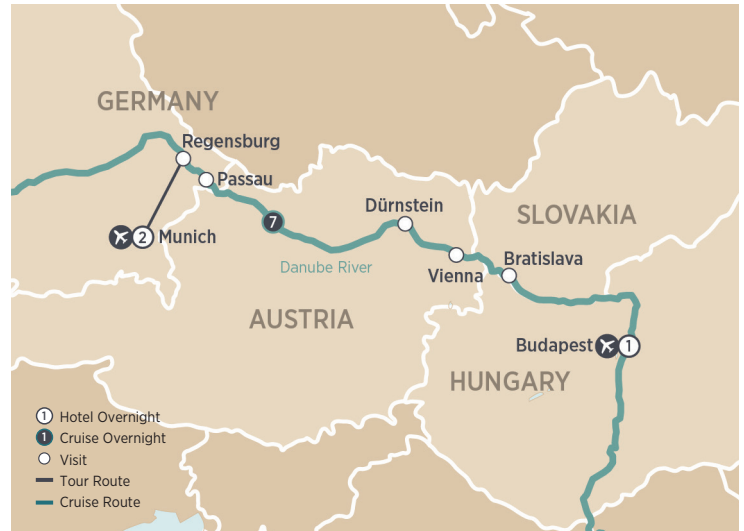 GERMANY
Regensburg
Passau
2 Munich
7
Dürnstein
SLOVAKIA
Danube River
Vienna
Bratislava
AUSTRIA
Budapest 1
HUNGARY
1 Hotel Overnight
1 Cruise Overnight
Visit
Tour Route
Cruise Route